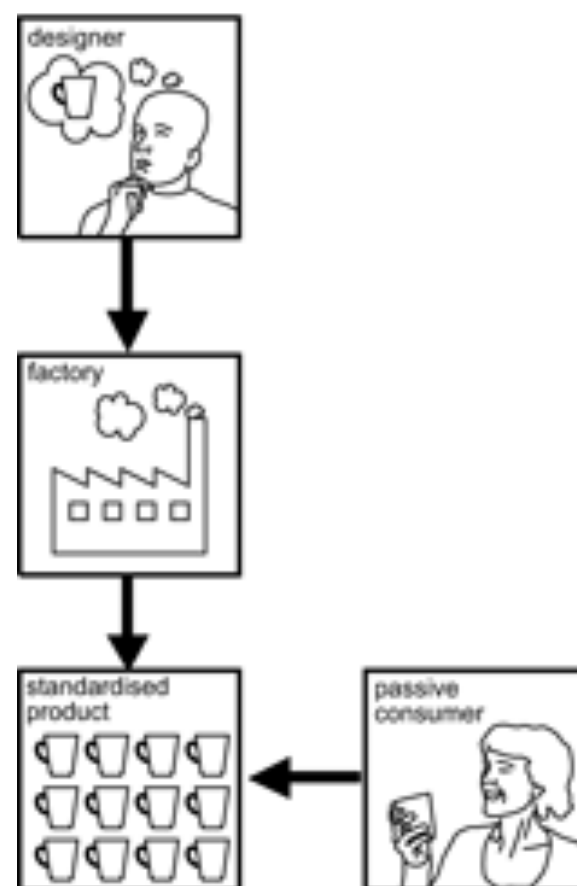 designer
factory
standardised
product
passive
consumer